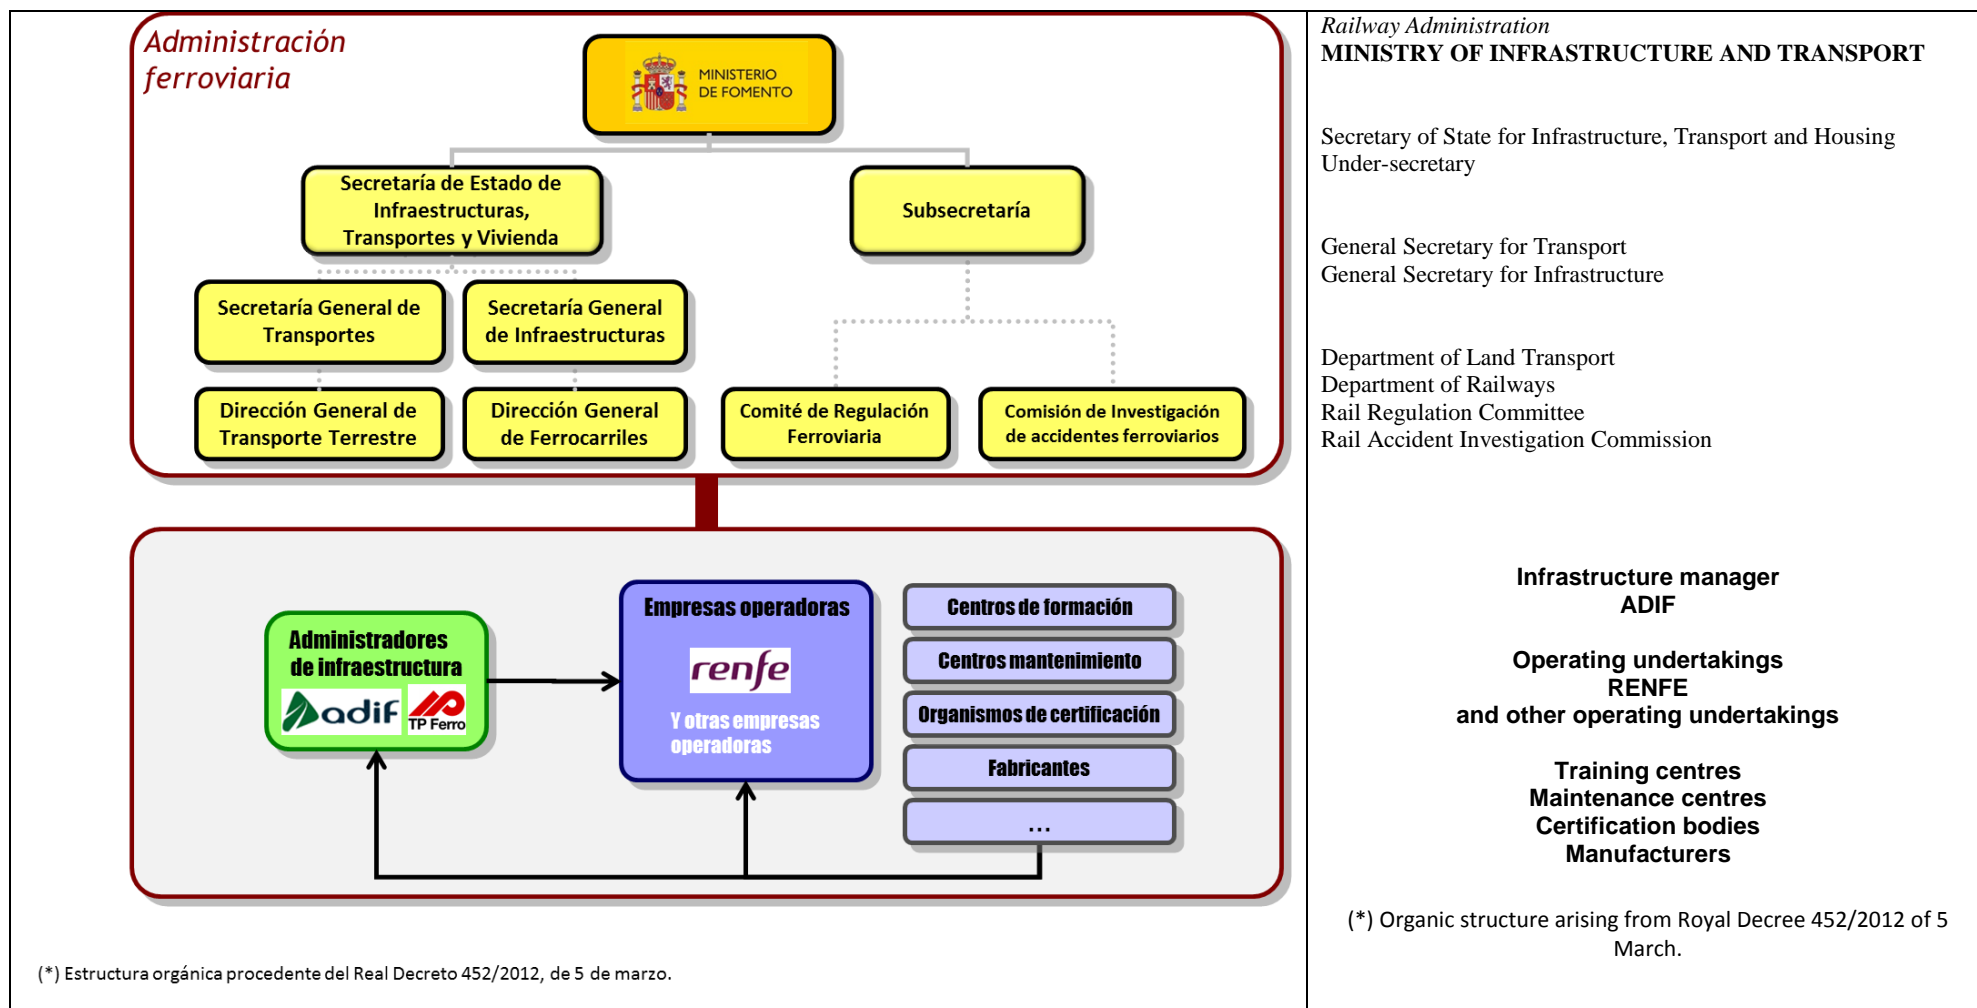 Administración
ferroviaria
MINISTERIO
DE FOMENTO
Secretaría de Estado de
Infraestructuras,
Transportes y Vivienda
Subsecretaría
Secretaría General de
Transportes
Secretaría General
de Infraestructuras
Dirección General de
Transporte Terrestre
Dirección General
de Ferrocarriles
Comité de Regulación
Ferroviaria
Comisión de Investigación
de accidentes ferroviarios
Administradores
de infraestructura
adif
TP Ferro
Empresas operadoras
renfe
Y otras empresas
operadoras
Centros de formación
Centros mantenimiento
Organismos de certificación
Fabricantes
...
(*) Estructura orgánica procedente del Real Decreto 452/2012, de 5 de marzo.
Railway Administration
MINISTRY OF INFRASTRUCTURE AND TRANSPORT
Secretary of State for Infrastructure, Transport and Housing
Under-secretary
General Secretary for Transport
General Secretary for Infrastructure
Department of Land Transport
Department of Railways
Rail Regulation Committee
Rail Accident Investigation Commission
Infrastructure manager
ADIF
Operating undertakings
RENFE
and other operating undertakings
Training centres
Maintenance centres
Certification bodies
Manufacturers
(*) Organic structure arising from Royal Decree 452/2012 of 5
March.